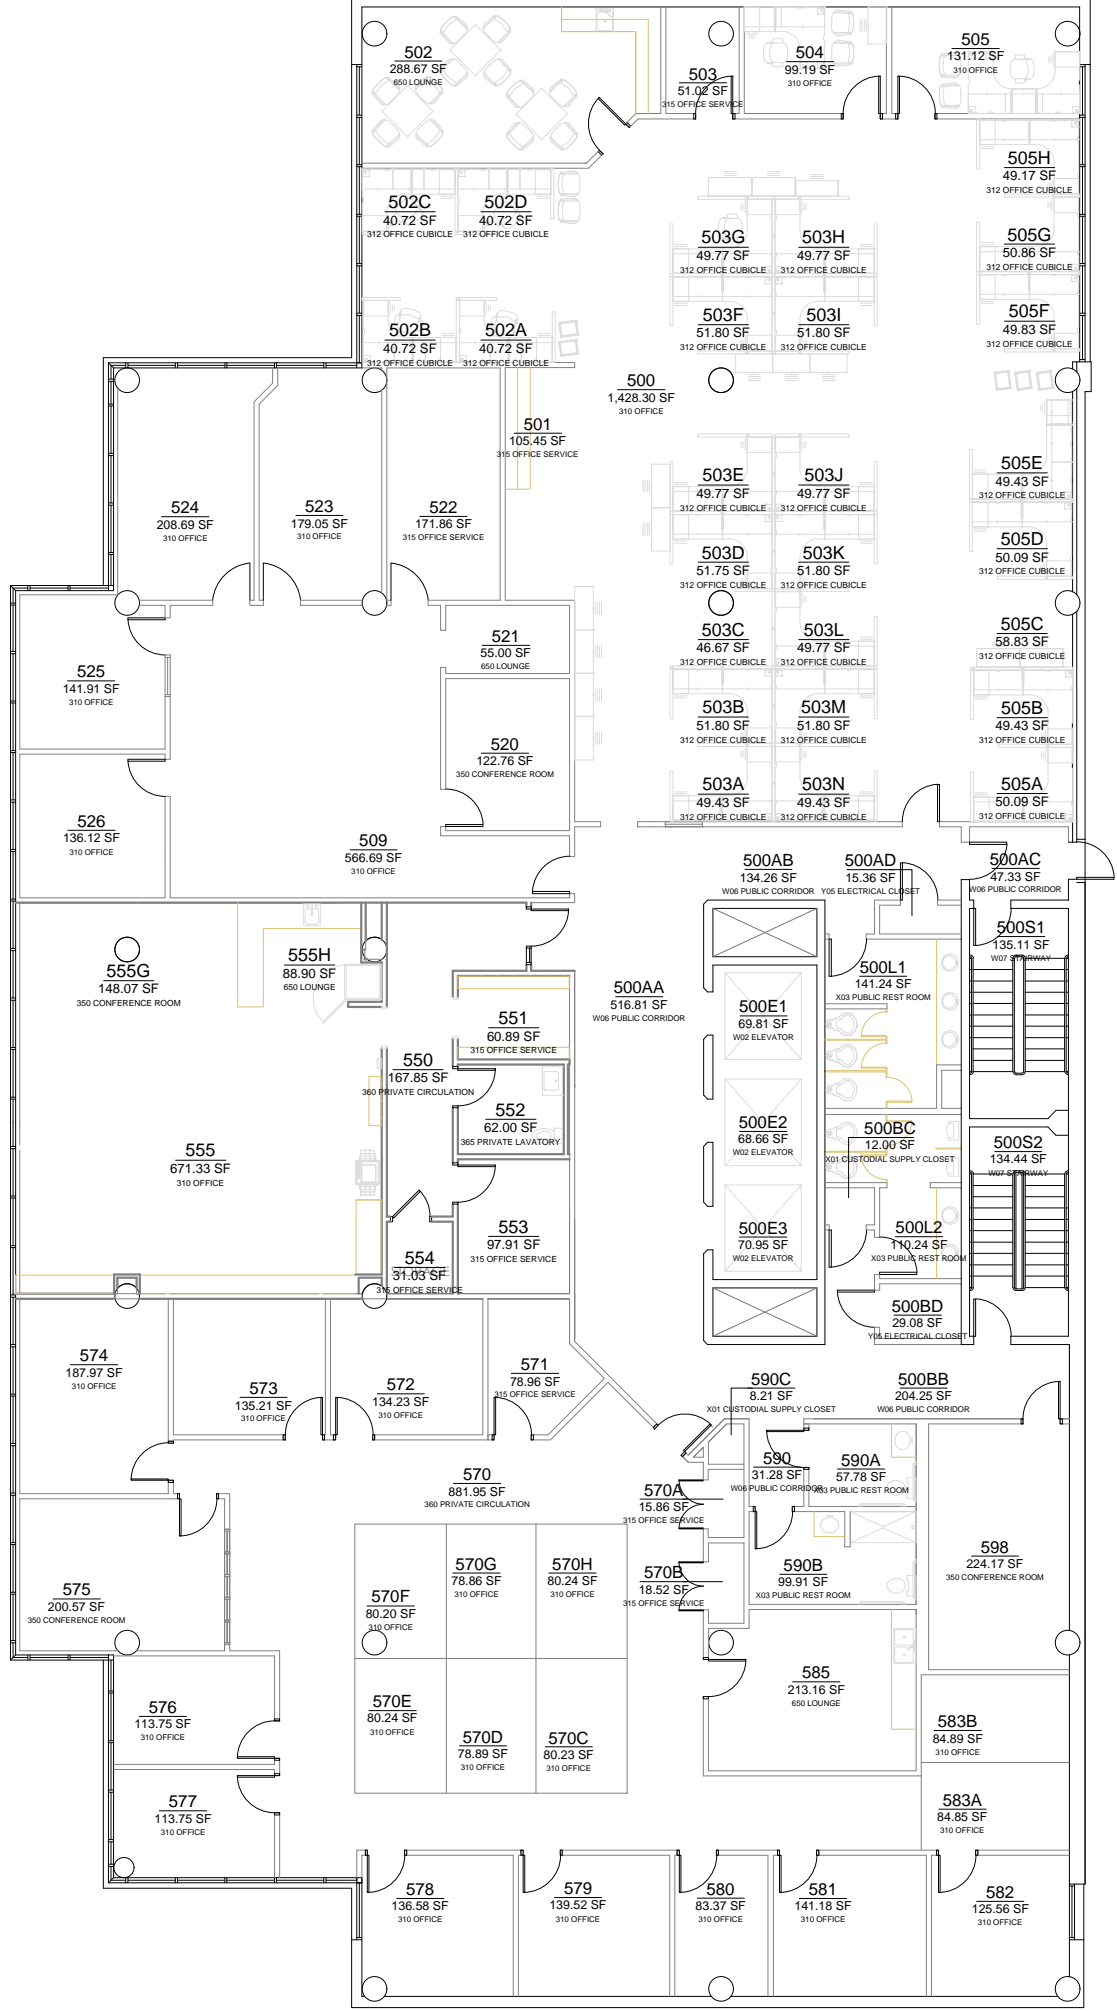 502
288.67 SF
650 LOUNGE
503
51.02 SF
315 OFFICE SERVICE
504
99.19 SF
310 OFFICE
505
131.12 SF
310 OFFICE
505H
49.17 SF
312 OFFICE CUBICLE
502C
40.72 SF
312 OFFICE CUBICLE
502D
40.72 SF
312 OFFICE CUBICLE
503G
49.77 SF
312 OFFICE CUBICLE
503H
49.77 SF
312 OFFICE CUBICLE
505G
50.86 SF
312 OFFICE CUBICLE
502B
40.72 SF
312 OFFICE CUBICLE
502A
40.72 SF
312 OFFICE CUBICLE
503F
51.80 SF
312 OFFICE CUBICLE
503I
51.80 SF
312 OFFICE CUBICLE
505F
49.83 SF
312 OFFICE CUBICLE
500
1,428.30 SF
310 OFFICE
501
105.45 SF
315 OFFICE SERVICE
524
208.69 SF
310 OFFICE
523
179.05 SF
310 OFFICE
522
171.86 SF
315 OFFICE SERVICE
503E
49.77 SF
312 OFFICE CUBICLE
503J
49.77 SF
312 OFFICE CUBICLE
505E
49.43 SF
312 OFFICE CUBICLE
503D
51.75 SF
312 OFFICE CUBICLE
503K
51.80 SF
312 OFFICE CUBICLE
505D
50.09 SF
312 OFFICE CUBICLE
525
141.91 SF
310 OFFICE
521
55.00 SF
650 LOUNGE
503C
46.67 SF
312 OFFICE CUBICLE
503L
49.77 SF
312 OFFICE CUBICLE
505C
58.83 SF
312 OFFICE CUBICLE
520
122.76 SF
350 CONFERENCE ROOM
503B
51.80 SF
312 OFFICE CUBICLE
503M
51.80 SF
312 OFFICE CUBICLE
505B
49.43 SF
312 OFFICE CUBICLE
526
136.12 SF
310 OFFICE
509
566.69 SF
310 OFFICE
503A
49.43 SF
312 OFFICE CUBICLE
503N
49.43 SF
312 OFFICE CUBICLE
505A
50.09 SF
312 OFFICE CUBICLE
500AB
134.26 SF
W06 PUBLIC CORRIDOR
500AD
15.36 SF
Y05 ELECTRICAL CLOSET
500AC
47.33 SF
W06 PUBLIC CORRIDOR
500S1
135.11 SF
W07 STAIRWAY
555G
148.07 SF
350 CONFERENCE ROOM
555H
88.90 SF
650 LOUNGE
500AA
516.81 SF
W06 PUBLIC CORRIDOR
500L1
141.24 SF
X03 PUBLIC REST ROOM
500E1
69.81 SF
W02 ELEVATOR
551
60.89 SF
315 OFFICE SERVICE
550
167.85 SF
360 PRIVATE CIRCULATION
552
62.00 SF
365 PRIVATE LAVATORY
500E2
68.66 SF
W02 ELEVATOR
500BC
12.00 SF
X01 CUSTODIAL SUPPLY CLOSET
500S2
134.44 SF
W07 STAIRWAY
555
671.33 SF
310 OFFICE
553
97.91 SF
315 OFFICE SERVICE
554
31.03 SF
315 OFFICE SERVICE
500E3
70.95 SF
W02 ELEVATOR
500L2
110.24 SF
X03 PUBLIC REST ROOM
500BD
29.08 SF
Y05 ELECTRICAL CLOSET
574
187.97 SF
310 OFFICE
573
135.21 SF
310 OFFICE
572
134.23 SF
310 OFFICE
571
78.96 SF
315 OFFICE SERVICE
590C
8.21 SF
X01 CUSTODIAL SUPPLY CLOSET
500BB
204.25 SF
W06 PUBLIC CORRIDOR
570
881.95 SF
360 PRIVATE CIRCULATION
570A
15.86 SF
315 OFFICE SERVICE
590
31.28 SF
W06 PUBLIC CORRIDOR
590A
57.78 SF
X03 PUBLIC REST ROOM
598
224.17 SF
350 CONFERENCE ROOM
575
200.57 SF
350 CONFERENCE ROOM
570F
80.20 SF
310 OFFICE
570G
78.86 SF
310 OFFICE
570H
80.24 SF
310 OFFICE
570B
18.52 SF
315 OFFICE SERVICE
590B
99.91 SF
X03 PUBLIC REST ROOM
585
213.16 SF
650 LOUNGE
576
113.75 SF
310 OFFICE
570E
80.24 SF
310 OFFICE
570D
78.89 SF
310 OFFICE
570C
80.23 SF
310 OFFICE
583B
84.89 SF
310 OFFICE
577
113.75 SF
310 OFFICE
583A
84.85 SF
310 OFFICE
578
136.58 SF
310 OFFICE
579
139.52 SF
310 OFFICE
580
83.37 SF
310 OFFICE
581
141.18 SF
310 OFFICE
582
125.56 SF
310 OFFICE